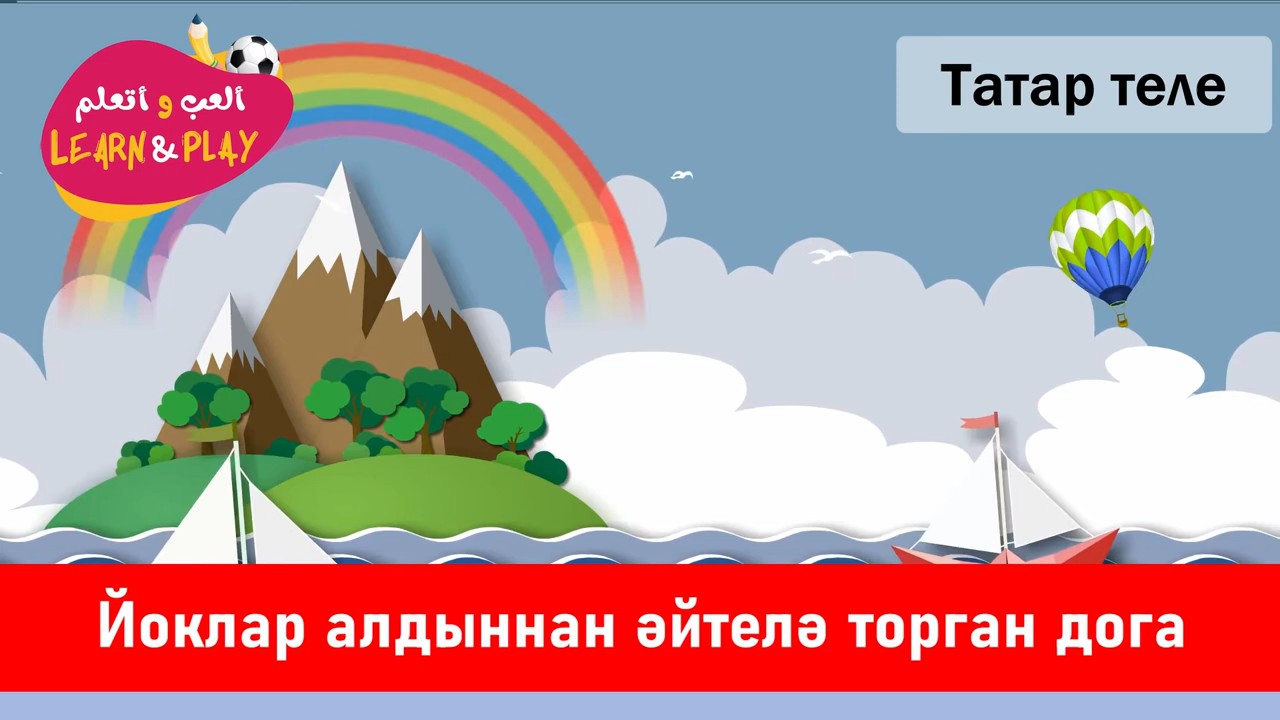 ألعب و أتعلم
LEARN & PLAY
Татар теле
Йоклар алдыннан әйтелә торган дога